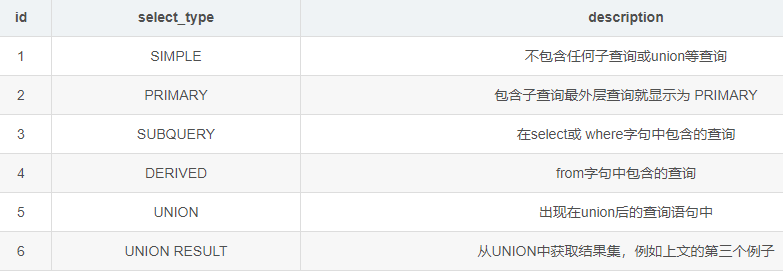 id select_type description
1 SIMPLE 不包含任何子查询或union等查询
2 PRIMARY 包含子查询最外层查询就显示为 PRIMARY
3 SUBQUERY 在select或 where字句中包含的查询
4 DERIVED from字句中包含的查询
5 UNION 出现在union后的查询语句中
6 UNION RESULT 从UNION中获取结果集，例如上文的第三个例子